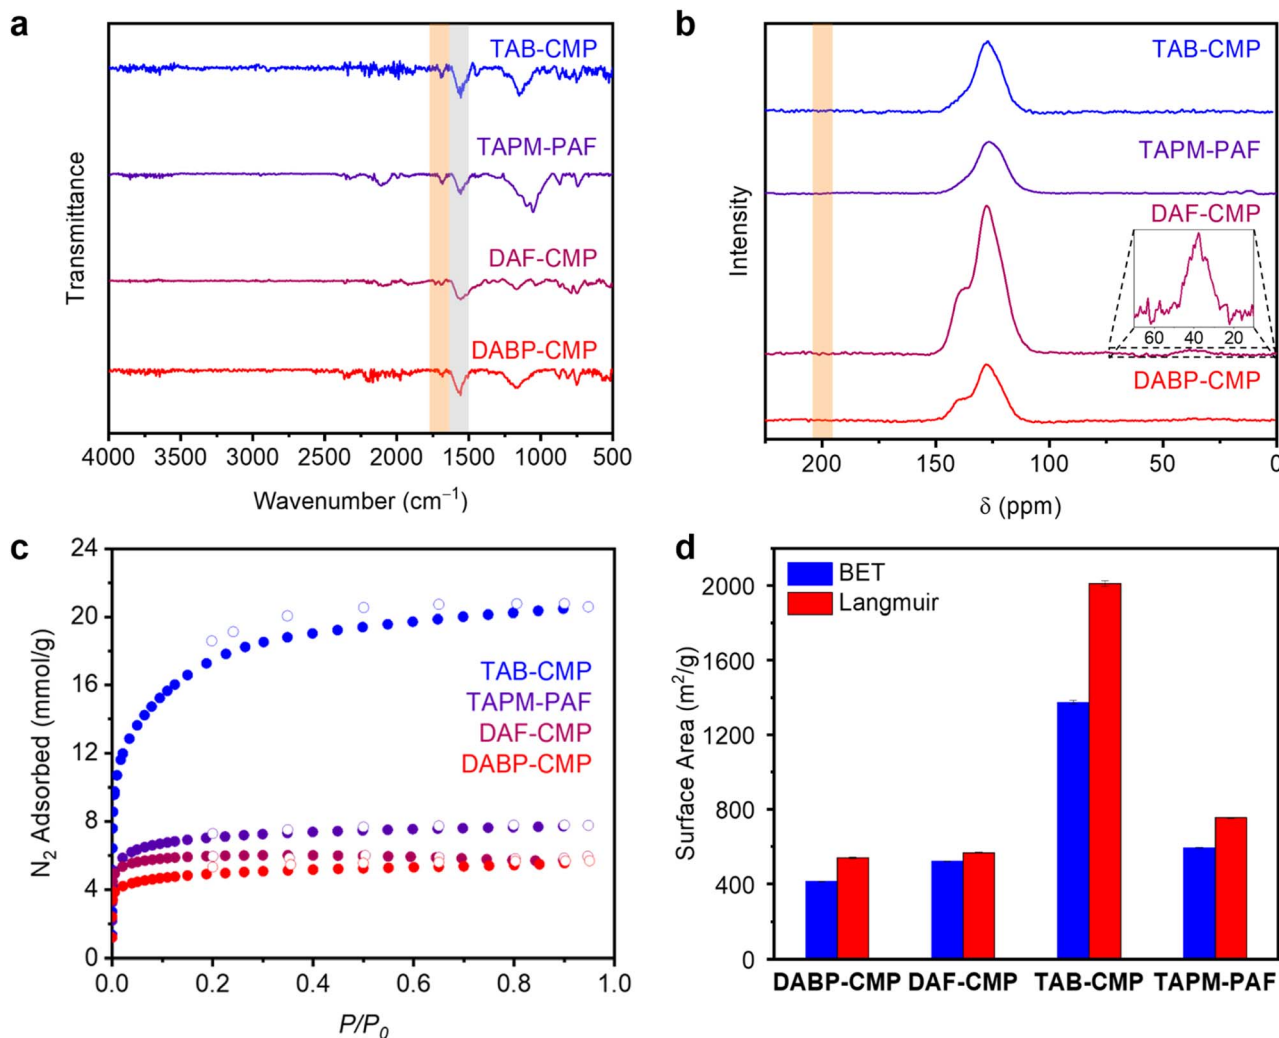 a
TAB-CMP
TAPM-PAF
DAF-CMP
DABP-CMP
Transmittance
4000 3500 3000 2500 2000 1500 1000 500
Wavenumber (cm⁻¹)
b
TAB-CMP
TAPM-PAF
DAF-CMP
60 40 20
DABP-CMP
Intensity
200 150 100 50 0
δ (ppm)
c
24
20
16
12
8
4
0
N₂ Adsorbed (mmol/g)
TAB-CMP
TAPM-PAF
DAF-CMP
DABP-CMP
0.0 0.2 0.4 0.6 0.8 1.0
P/P₀
d
BET
Langmuir
2000
1600
1200
800
400
0
Surface Area (m²/g)
DABP-CMP DAF-CMP TAB-CMP TAPM-PAF